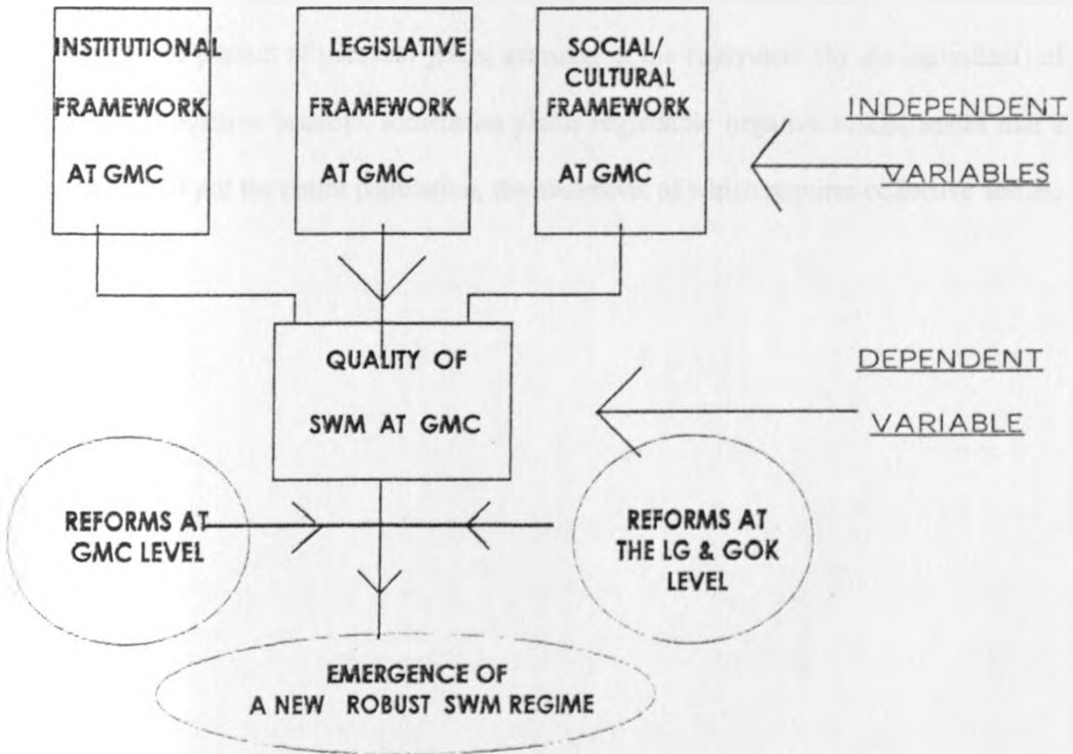 INSTITUTIONAL
FRAMEWORK
AT GMC
LEGISLATIVE
FRAMEWORK
AT GMC
SOCIAL/
CULTURAL
FRAMEWORK
AT GMC
INDEPENDENT
VARIABLES
QUALITY OF
SWM AT GMC
DEPENDENT
VARIABLE
REFORMS AT
GMC LEVEL
REFORMS AT
THE LG & GOK
LEVEL
EMERGENCE OF
A NEW ROBUST SWM REGIME